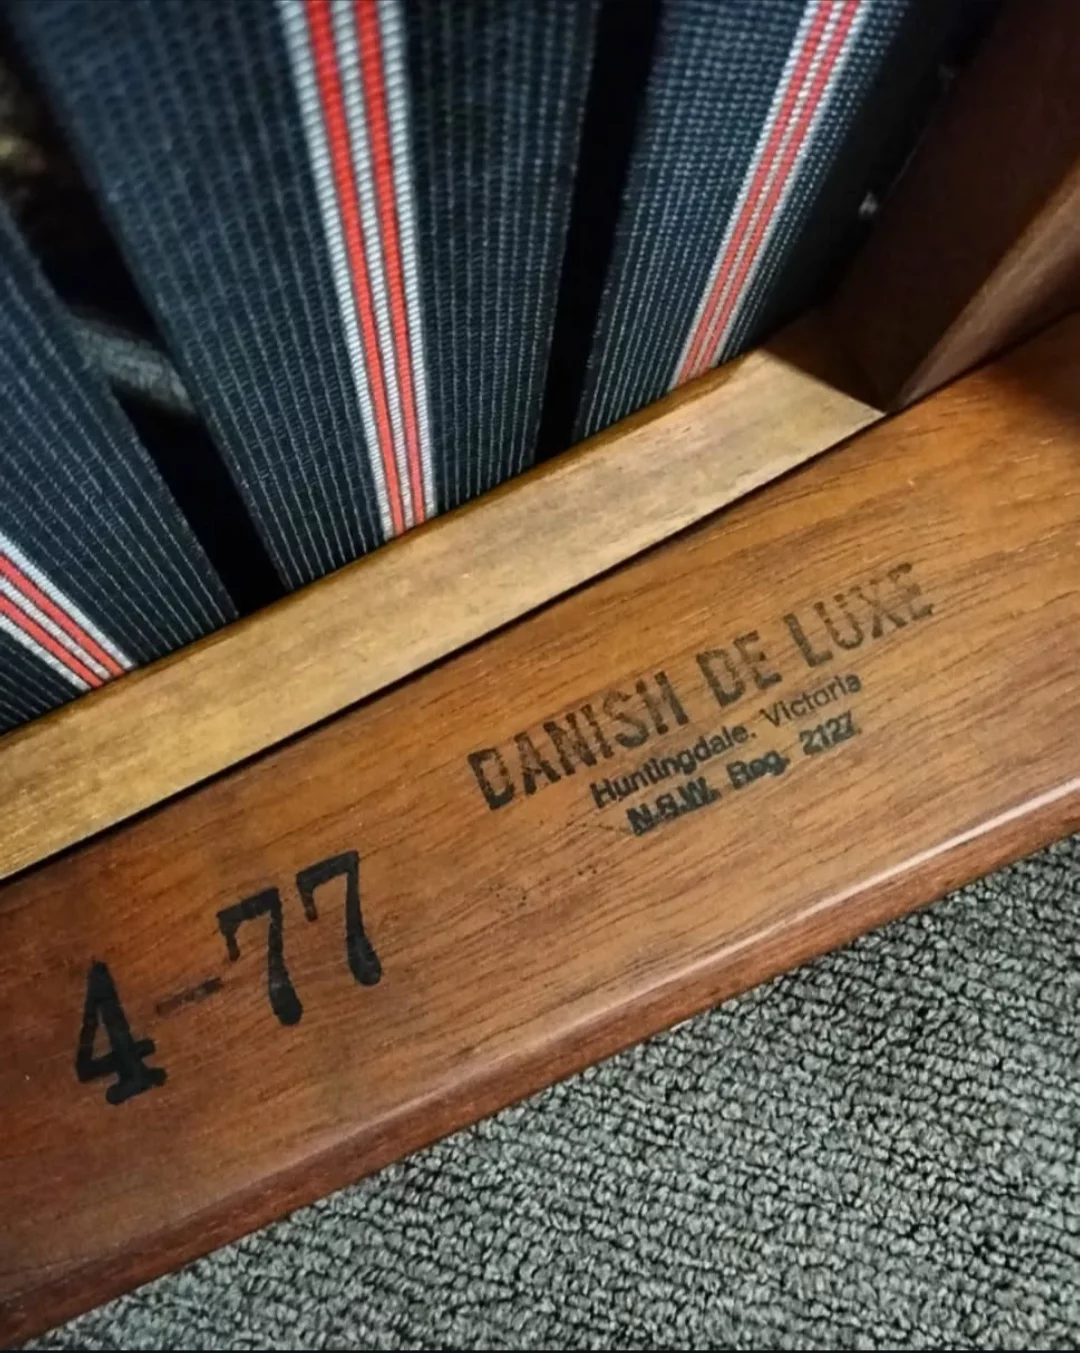 DANISH DE LUXE
Huntingdale. Victoria
N.S.W. Reg. 2127
4-77